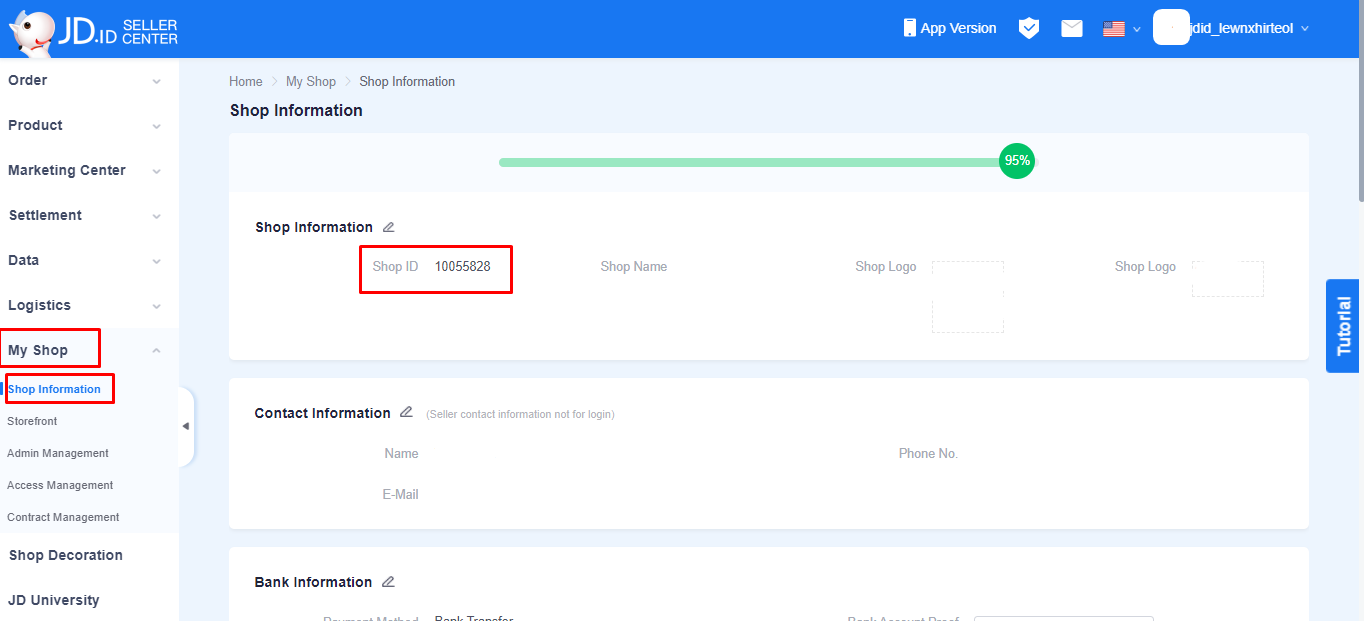 JD.ID SELLER CENTER
App Version
jdid_lewnxhirteol
Order
Product
Marketing Center
Settlement
Data
Logistics
My Shop
Shop Information
Storefront
Admin Management
Access Management
Contract Management
Shop Decoration
JD University
Home > My Shop > Shop Information
Shop Information
95%
Shop Information
Shop ID 10055828
Shop Name
Shop Logo
Shop Logo
Contact Information (Seller contact information not for login)
Name
Phone No.
E-Mail
Bank Information
Payment Method Bank Transfer
Bank Account Proof
Tutorial